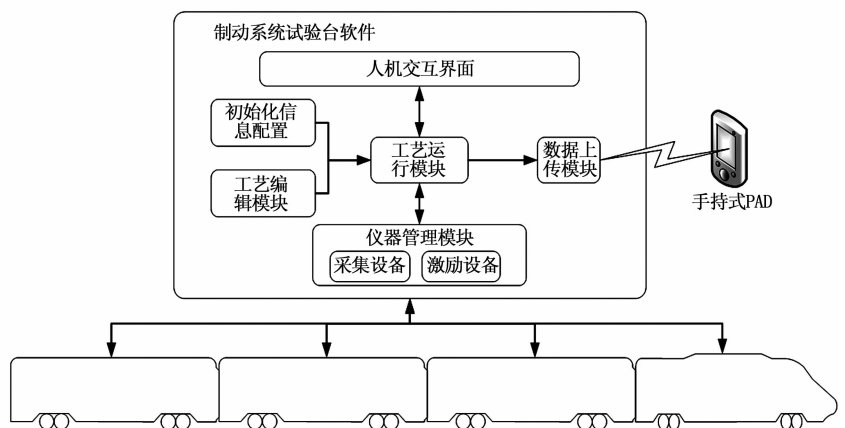 制动系统试验台软件
人机交互界面
初始化信
息配置
工艺运
行模块
数据上
传模块
工艺编
辑模块
手持式PAD
仪器管理模块
采集设备
激励设备